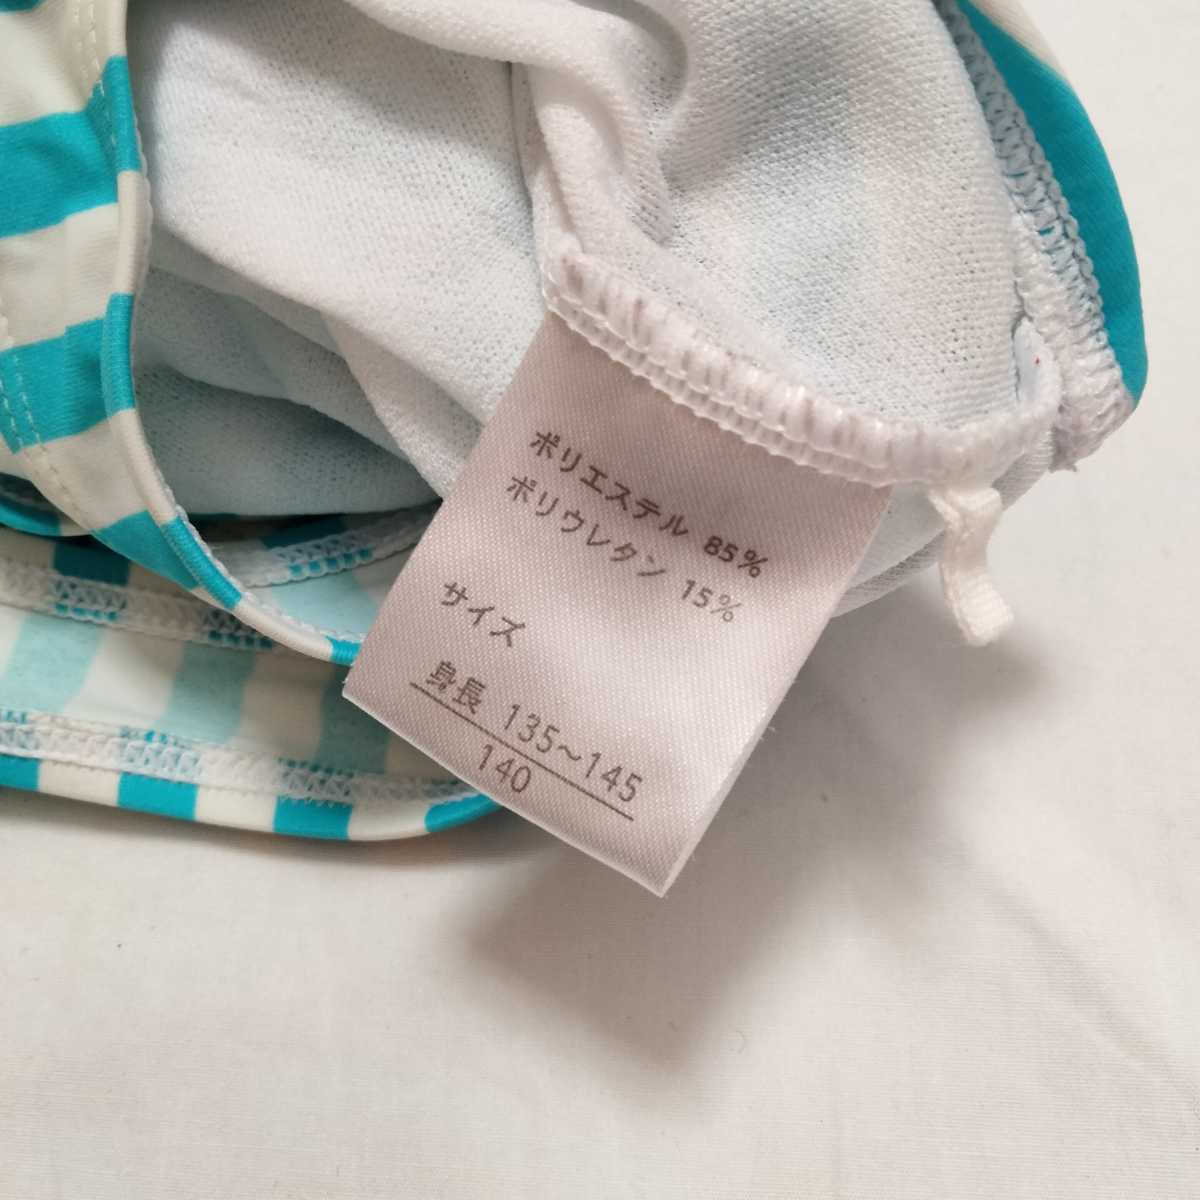 ポリエステル 85%
ポリウレタン 15%
サイズ
身長 135～145
140